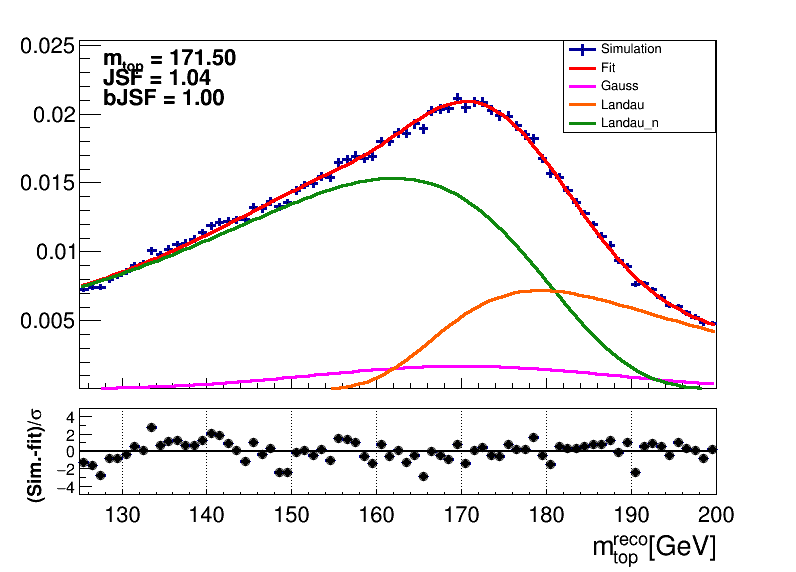 0.025
0.02
0.015
0.01
0.005
m_top = 171.50
JSF = 1.04
bJSF = 1.00
Simulation
Fit
Gauss
Landau
Landau_n
(Sim.-fit)/σ
4
2
0
−2
−4
130 140 150 160 170 180 190 200
m_top^reco[GeV]